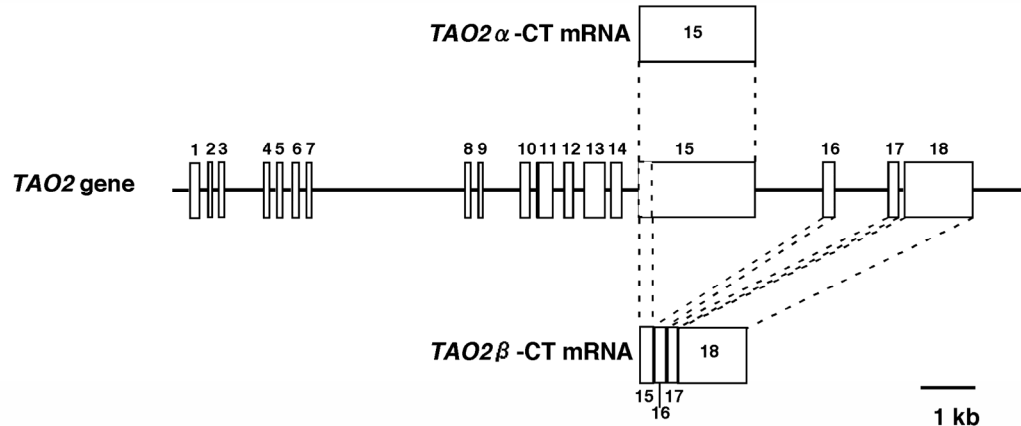 TAO2α-CT mRNA 15
1 2 3 4 5 6 7 8 9 10 11 12 13 14 15 16 17 18
TAO2 gene
TAO2β-CT mRNA 18
15 17
16
1 kb